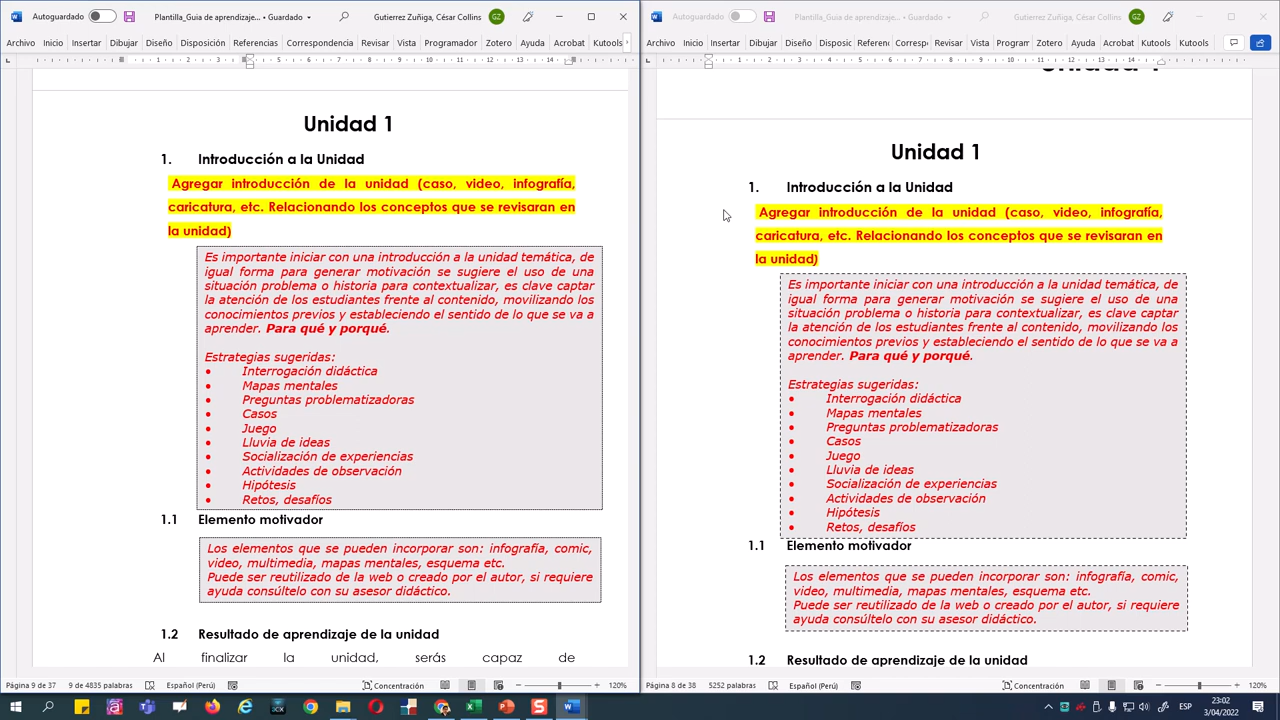 Autoguardado Plantilla_Guia de aprendizaje... • Guardado Gutierrez Zuñiga, César Collins GZ
Archivo Inicio Insertar Dibujar Diseño Disposición Referencias Correspondencia Revisar Vista Programador Zotero Ayuda Acrobat Kutools
Unidad 1
1. Introducción a la Unidad
Agregar introducción de la unidad (caso, video, infografía,
caricatura, etc. Relacionando los conceptos que se revisaran en
la unidad)
Es importante iniciar con una introducción a la unidad temática, de
igual forma para generar motivación se sugiere el uso de una
situación problema o historia para contextualizar, es clave captar
la atención de los estudiantes frente al contenido, movilizando los
conocimientos previos y estableciendo el sentido de lo que se va a
aprender. Para qué y porqué.
Estrategias sugeridas:
• Interrogación didáctica
• Mapas mentales
• Preguntas problematizadoras
• Casos
• Juego
• Lluvia de ideas
• Socialización de experiencias
• Actividades de observación
• Hipótesis
• Retos, desafíos
1.1 Elemento motivador
Los elementos que se pueden incorporar son: infografía, comic,
video, multimedia, mapas mentales, esquema etc.
Puede ser reutilizado de la web o creado por el autor, si requiere
ayuda consúltelo con su asesor didáctico.
1.2 Resultado de aprendizaje de la unidad
Al finalizar la unidad, serás capaz de
Página 9 de 37 9 de 4835 palabras Español (Perú) Concentración 120%
Autoguardado Plantilla_Guia de aprendizaje... • Guardado Gutierrez Zuñiga, César Collins GZ
Archivo Inicio Insertar Dibujar Diseño Disposic Referenc Corresp Revisar Vista Program Zotero Ayuda Acrobat Kutools Kutools
Unidad 1
Unidad 1
1. Introducción a la Unidad
Agregar introducción de la unidad (caso, video, infografía,
caricatura, etc. Relacionando los conceptos que se revisaran en
la unidad)
Es importante iniciar con una introducción a la unidad temática, de
igual forma para generar motivación se sugiere el uso de una
situación problema o historia para contextualizar, es clave captar
la atención de los estudiantes frente al contenido, movilizando los
conocimientos previos y estableciendo el sentido de lo que se va a
aprender. Para qué y porqué.
Estrategias sugeridas:
• Interrogación didáctica
• Mapas mentales
• Preguntas problematizadoras
• Casos
• Juego
• Lluvia de ideas
• Socialización de experiencias
• Actividades de observación
• Hipótesis
• Retos, desafíos
1.1 Elemento motivador
Los elementos que se pueden incorporar son: infografía, comic,
video, multimedia, mapas mentales, esquema etc.
Puede ser reutilizado de la web o creado por el autor, si requiere
ayuda consúltelo con su asesor didáctico.
1.2 Resultado de aprendizaje de la unidad
Página 8 de 38 5252 palabras Español (Perú) Concentración 120%
ESP 23:02
3/04/2022